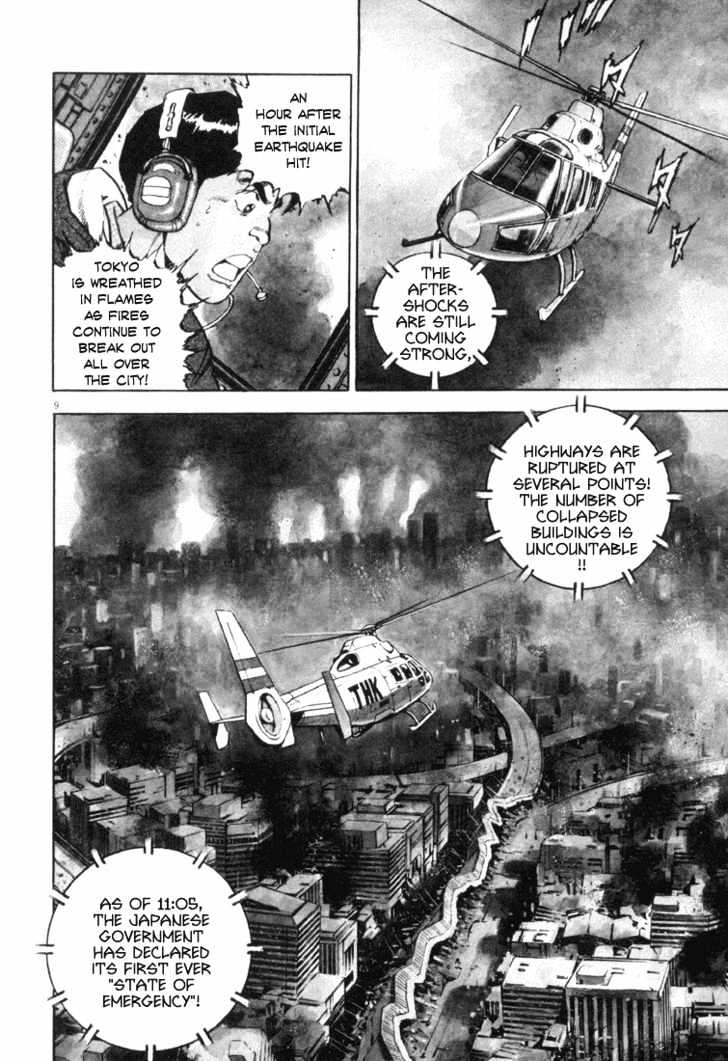 AN
HOUR AFTER
THE INITIAL
EARTHQUAKE
HIT!
TOKYO
IS WREATHED
IN FLAMES
AS FIRES
CONTINUE TO
BREAK OUT
ALL OVER
THE CITY!
THE
AFTER-
SHOCKS
ARE STILL
COMING
STRONG,
9
HIGHWAYS ARE
RUPTURED AT
SEVERAL POINTS!
THE NUMBER OF
COLLAPSED
BUILDINGS IS
UNCOUNTABLE
!!
THK
AS OF 11:05,
THE JAPANESE
GOVERNMENT
HAS DECLARED
ITS FIRST EVER
"STATE OF
EMERGENCY"!